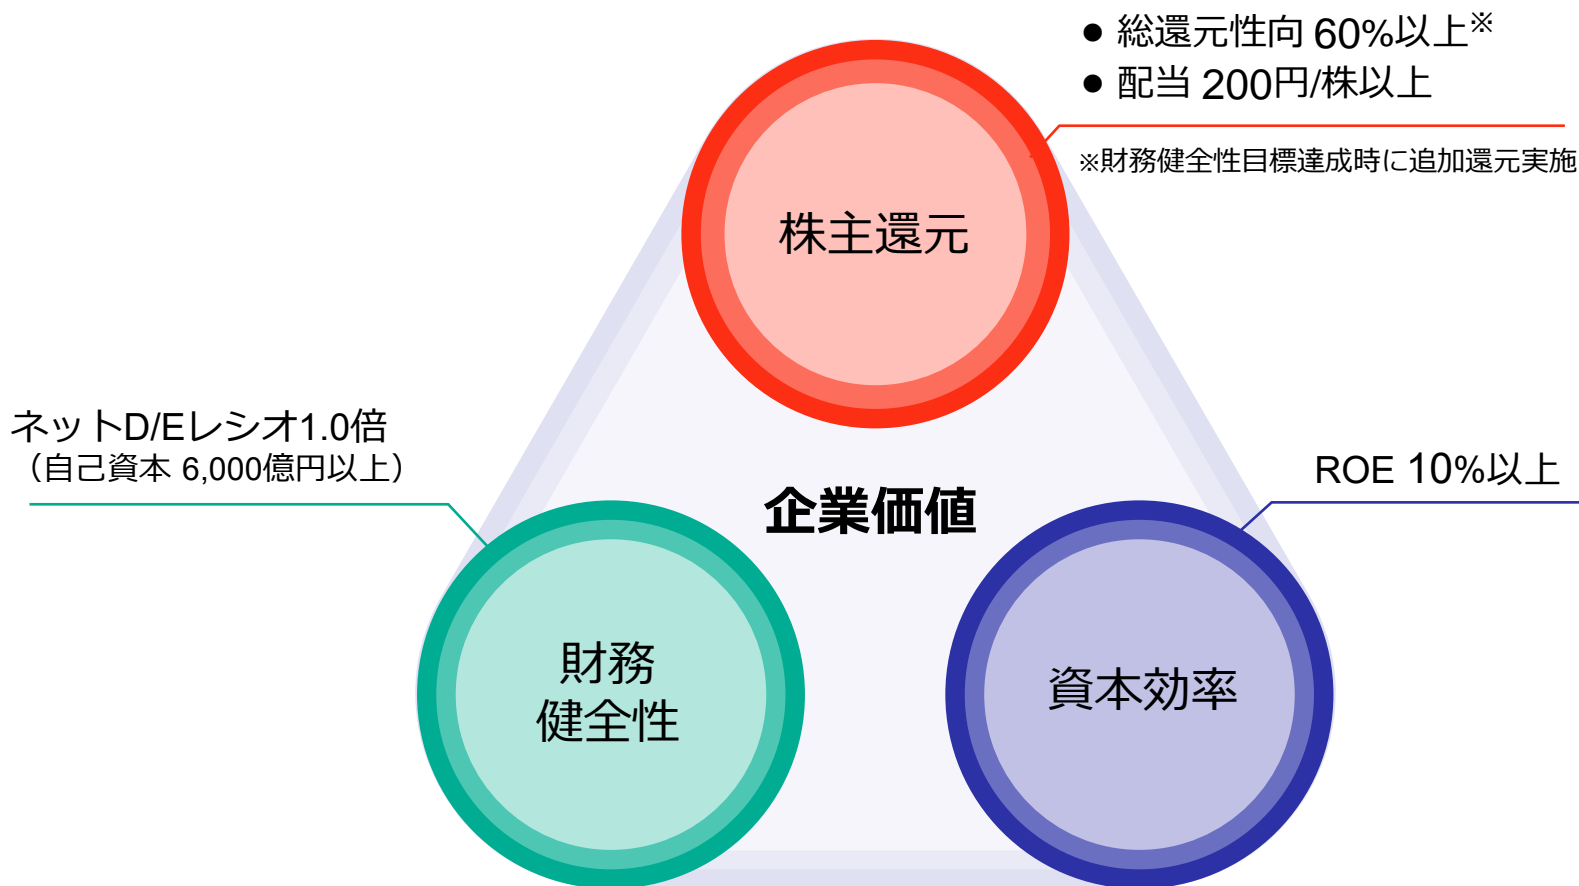 ● 総還元性向 60%以上※
● 配当 200円/株以上
※財務健全性目標達成時に追加還元実施
株主還元
ネットD/Eレシオ1.0倍
（自己資本 6,000億円以上）
ROE 10%以上
企業価値
財務
健全性
資本効率